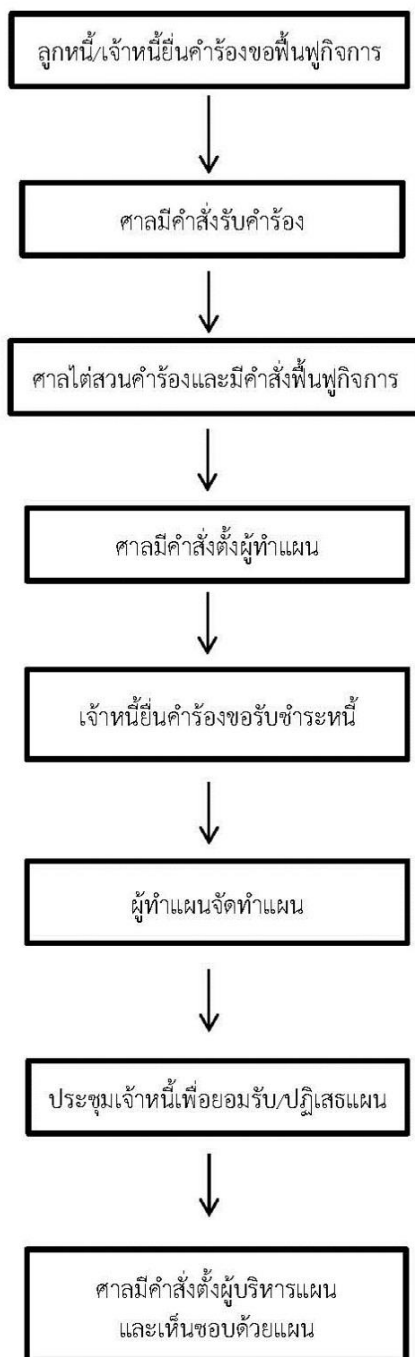 ลูกหนี้/เจ้าหนี้ยื่นคำร้องขอฟื้นฟูกิจการ
ศาลมีคำสั่งรับคำร้อง
ศาลไต่สวนคำร้องและมีคำสั่งฟื้นฟูกิจการ
ศาลมีคำสั่งตั้งผู้ทำแผน
เจ้าหนี้ยื่นคำร้องขอรับชำระหนี้
ผู้ทำแผนจัดทำแผน
ประชุมเจ้าหนี้เพื่อยอมรับ/ปฏิเสธแผน
ศาลมีคำสั่งตั้งผู้บริหารแผน
และเห็นชอบด้วยแผน